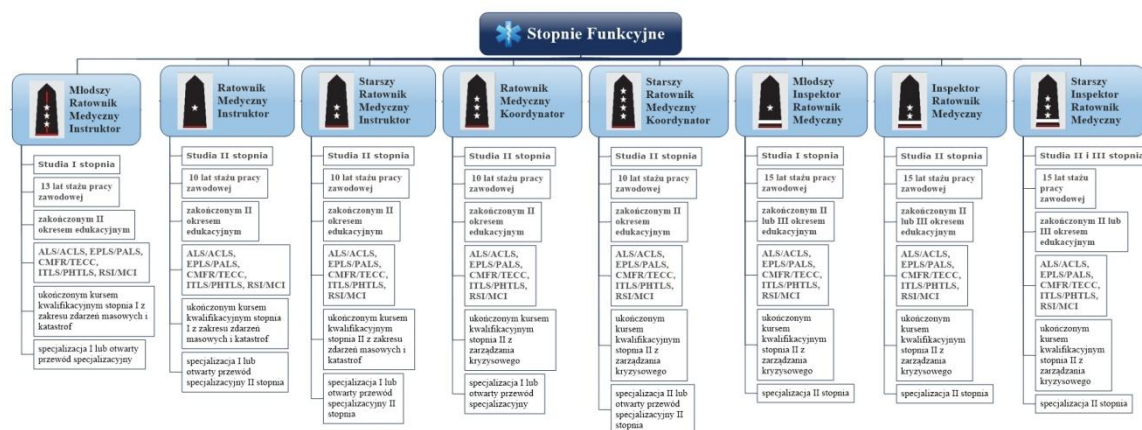 Stopnie Funkcyjne
Młodszy
Ratownik
Medyczny
Instruktor
Studia I stopnia
13 lat stażu pracy
zawodowej
zakończonym II
okresem edukacyjnym
ALS/ACLS, EPLS/PALS,
CMFR/TECC,
ITLS/PHTLS, RSI/MCI
ukończonym kursem
kwalifikacyjnym stopnia I z
zakresu zdarzeń masowych i
katastrof
specjalizacja I lub otwarty
przewód specjalizacyjny
Ratownik
Medyczny
Instruktor
Studia II stopnia
10 lat stażu pracy
zawodowej
zakończonym II
okresem
edukacyjnym
ALS/ACLS,
EPLS/PALS,
CMFR/TECC,
ITLS/PHTLS, RSI/MCI
ukończonym kursem
kwalifikacyjnym stopnia
I z zakresu zdarzeń
masowych i katastrof
specjalizacja I lub
otwarty przewód
specjalizacyjny II stopnia
Starszy
Ratownik
Medyczny
Instruktor
Studia II stopnia
10 lat stażu pracy
zawodowej
zakończonym II
okresem
edukacyjnym
ALS/ACLS,
EPLS/PALS,
CMFR/TECC,
ITLS/PHTLS,
RSI/MCI
ukończonym kursem
kwalifikacyjnym
stopnia II z zakresu
zdarzeń masowych i
katastrof
specjalizacja I lub
otwarty przewód
specjalizacyjny II
stopnia
Ratownik
Medyczny
Koordynator
Studia II stopnia
10 lat stażu pracy
zawodowej
zakończonym II
okresem
edukacyjnym
ALS/ACLS,
EPLS/PALS,
CMFR/TECC,
ITLS/PHTLS,
RSI/MCI
ukończonym kursem
kwalifikacyjnym
stopnia II z
zarządzania
kryzysowego
specjalizacja I lub
otwarty przewód
specjalizacyjny
Starszy
Ratownik
Medyczny
Koordynator
Studia II stopnia
10 lat stażu pracy
zawodowej
zakończonym II
okresem
edukacyjnym
ALS/ACLS,
EPLS/PALS,
CMFR/TECC,
ITLS/PHTLS,
RSI/MCI
ukończonym
kursem
kwalifikacyjnym
stopnia II z
zarządzania
kryzysowego
specjalizacja II lub
otwarty przewód
specjalizacyjny II
stopnia
Młodszy
Inspektor
Ratownik
Medyczny
Studia II stopnia
15 lat stażu pracy
zawodowej
zakończonym II
lub III okresem
edukacyjnym
ALS/ACLS,
EPLS/PALS,
CMFR/TECC,
ITLS/PHTLS,
RSI/MCI
ukończonym
kursem
kwalifikacyjnym
stopnia II z
zarządzania
kryzysowego
specjalizacja II stopnia
Inspektor
Ratownik
Medyczny
Studia II stopnia
15 lat stażu pracy
zawodowej
zakończonym II
lub III okresem
edukacyjnym
ALS/ACLS,
EPLS/PALS,
CMFR/TECC,
ITLS/PHTLS,
RSI/MCI
ukończonym
kursem
kwalifikacyjnym
stopnia II z
zarządzania
kryzysowego
specjalizacja II stopnia
Starszy
Inspektor
Ratownik
Medyczny
Studia II i III stopnia
15 lat stażu
pracy
zawodowej
zakończonym II lub
III okresem
edukacyjnym
ALS/ACLS,
EPLS/PALS,
CMFR/TECC,
ITLS/PHTLS,
RSI/MCI
ukończonym
kursem
kwalifikacyjnym
stopnia II z
zarządzania
kryzysowego
specjalizacja II stopnia